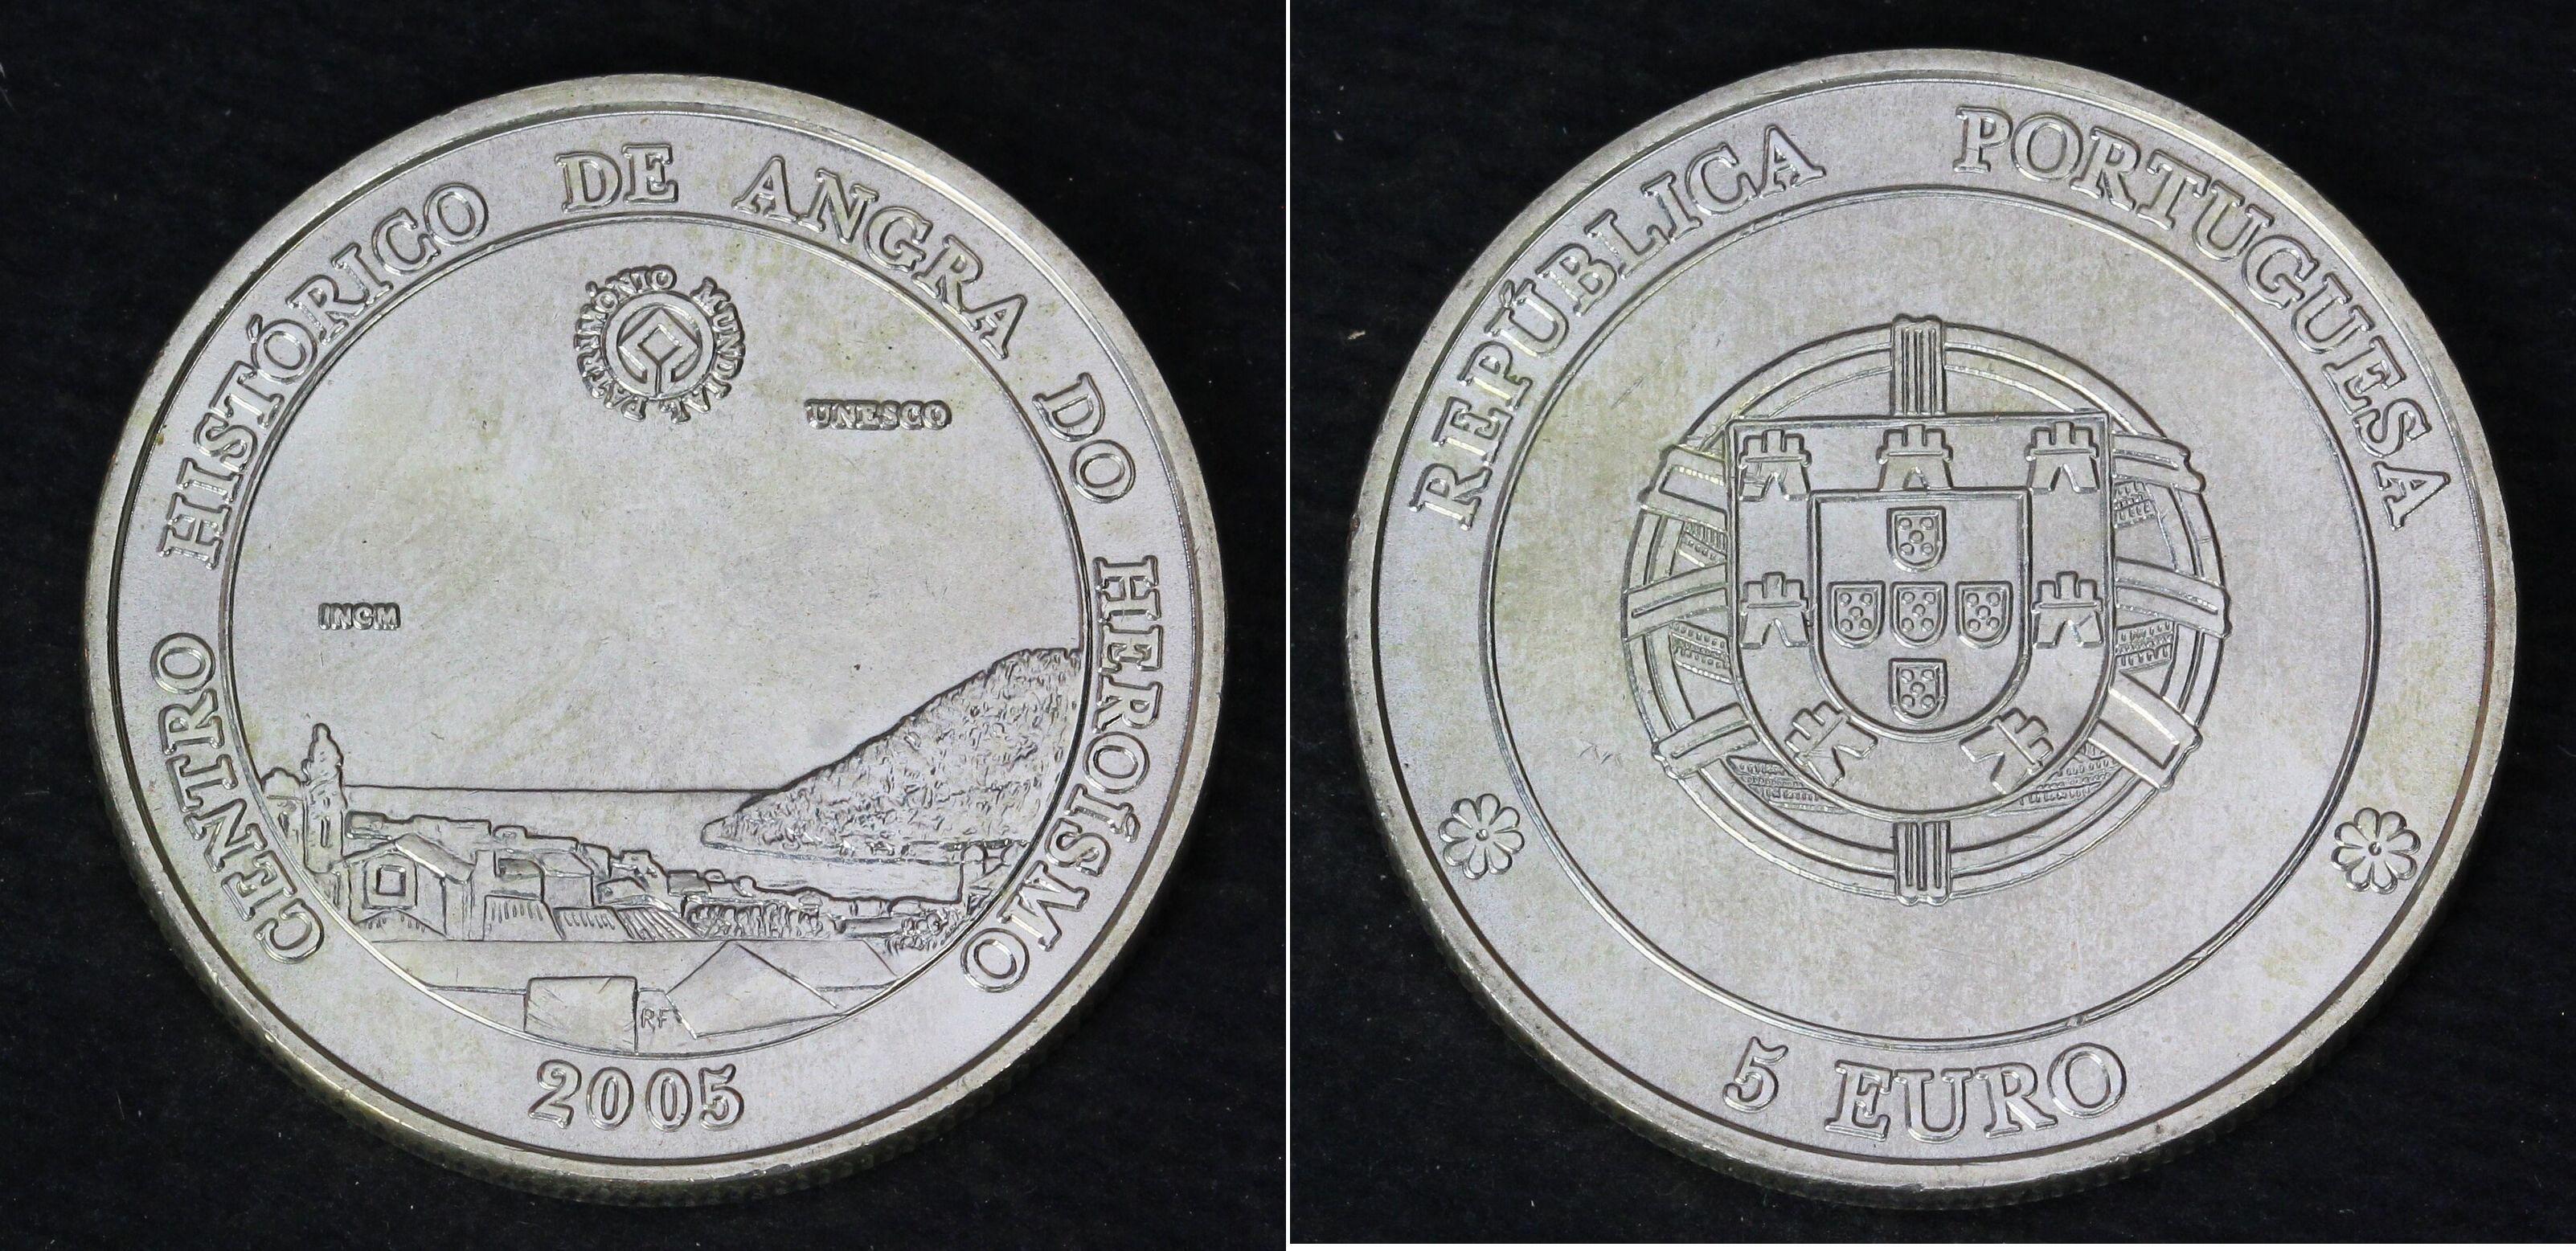 CENTRO HISTÓRICO DE ANGRA DO HEROÍSMO
PATRIMÓNIO MUNDIAL
UNESCO
INCM
RF
2005
REPÚBLICA PORTUGUESA
5 EURO